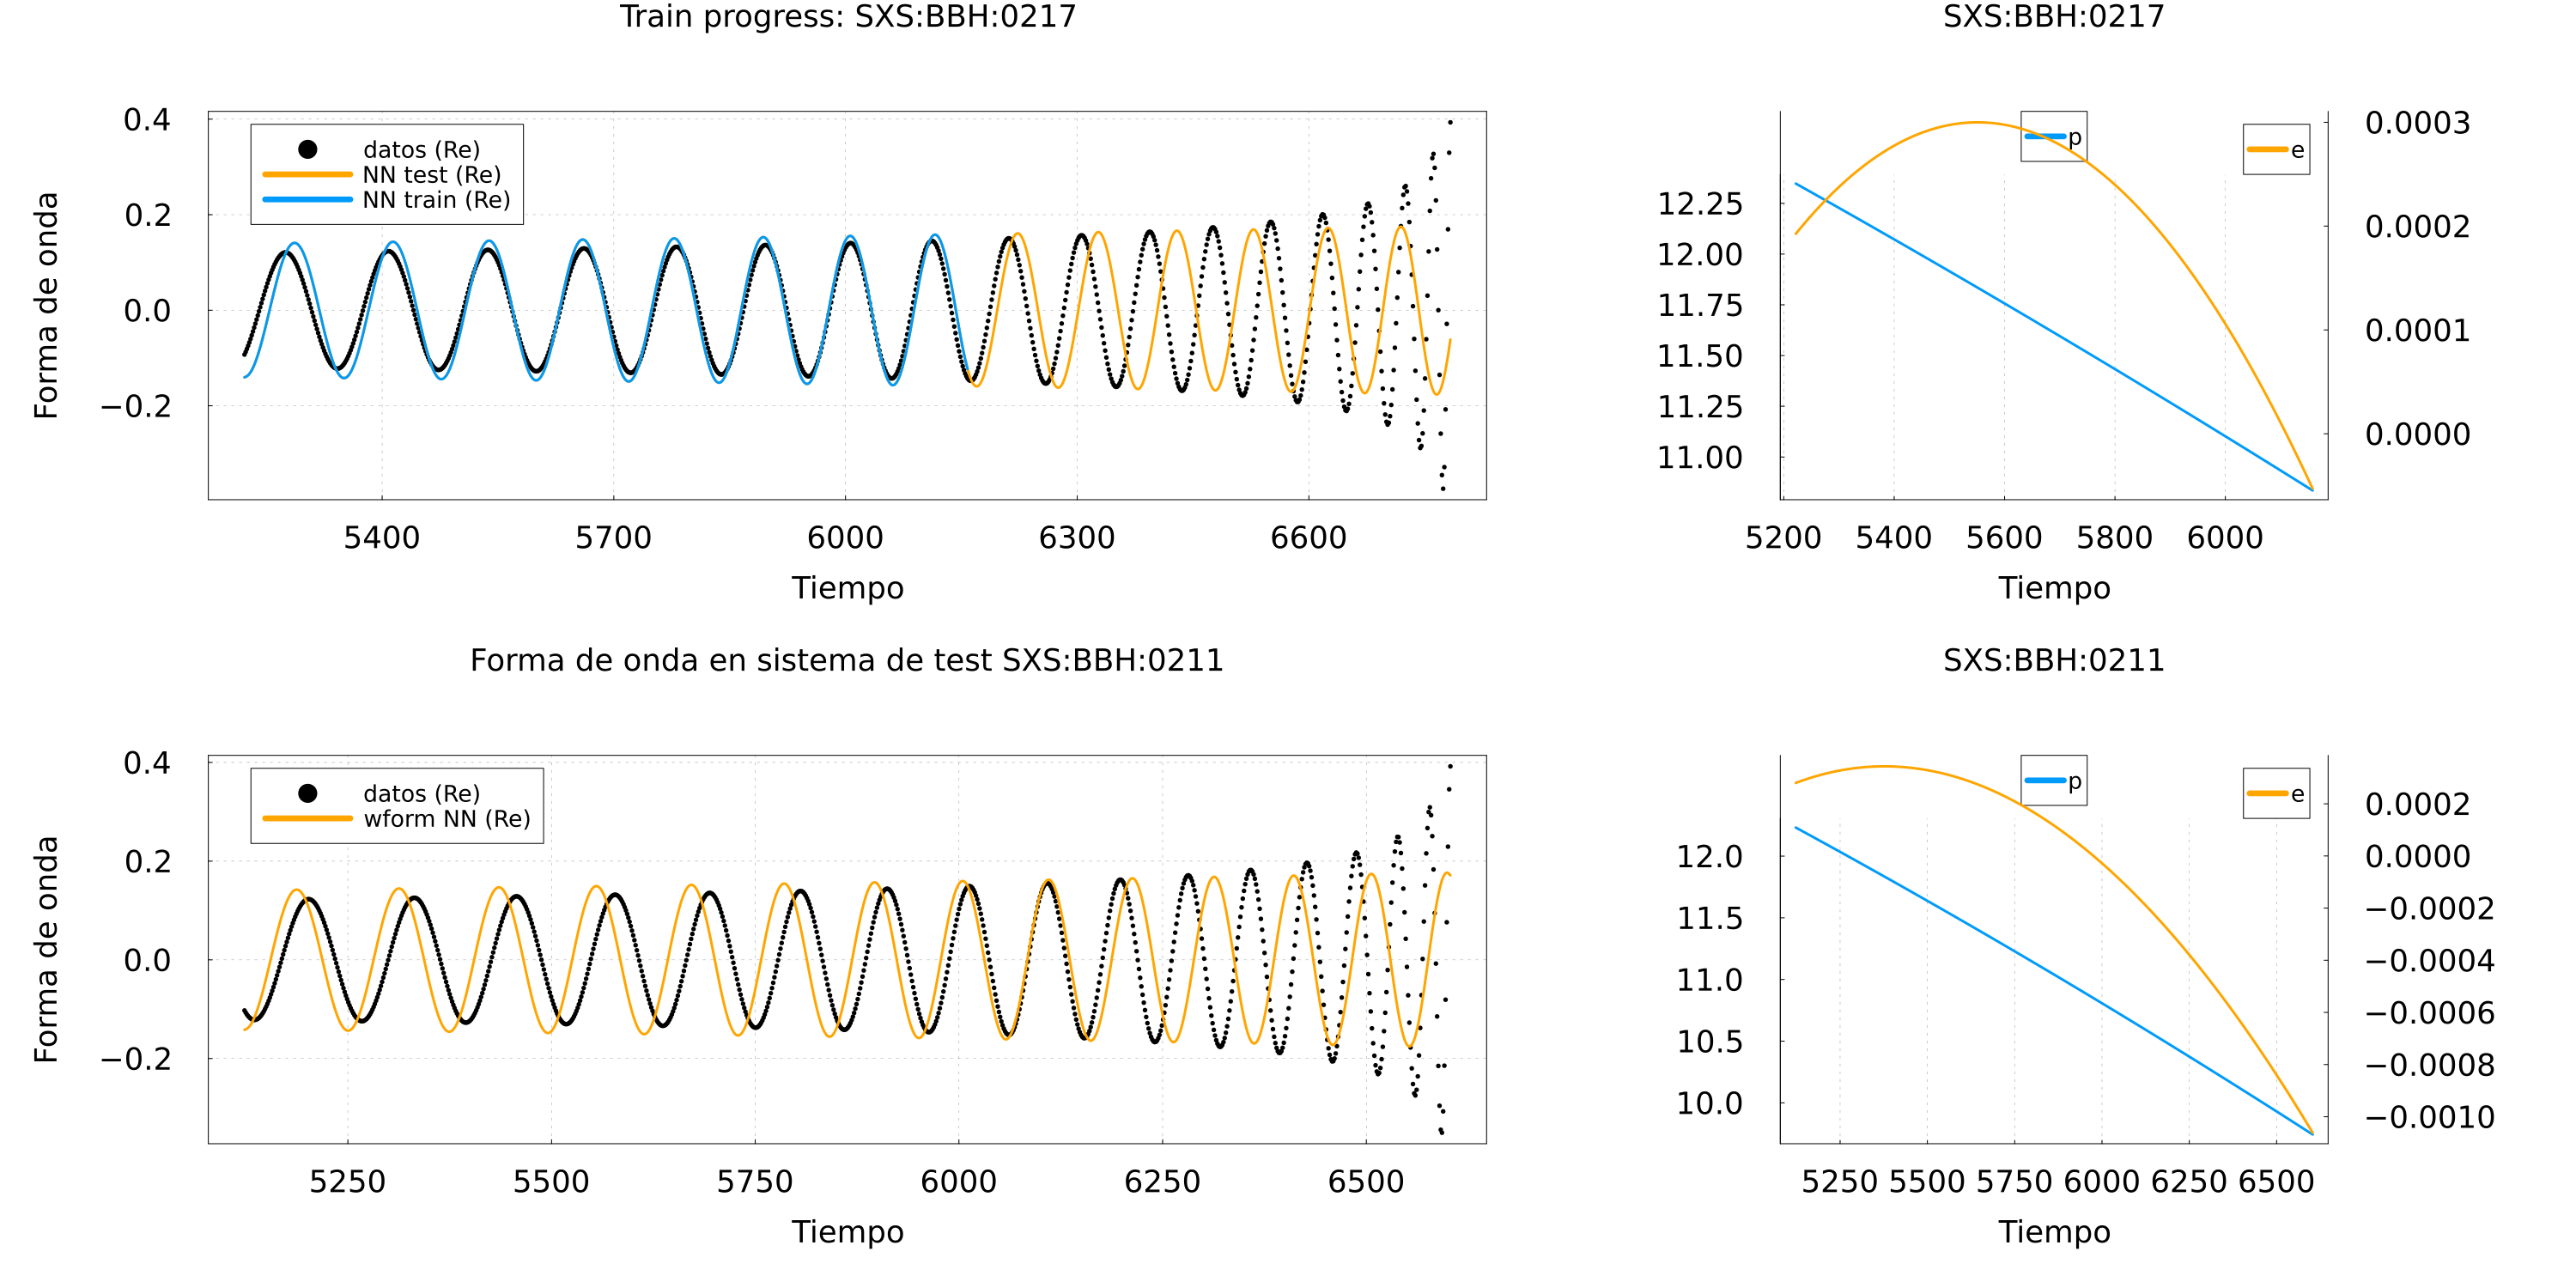 Train progress: SXS:BBH:0217
SXS:BBH:0217
Forma de onda
0.4
0.2
0.0
−0.2
datos (Re)
NN test (Re)
NN train (Re)
5400 5700 6000 6300 6600
Tiempo
12.25
12.00
11.75
11.50
11.25
11.00
p
e
0.0003
0.0002
0.0001
0.0000
5200 5400 5600 5800 6000
Tiempo
Forma de onda en sistema de test SXS:BBH:0211
SXS:BBH:0211
Forma de onda
0.4
0.2
0.0
−0.2
datos (Re)
wform NN (Re)
5250 5500 5750 6000 6250 6500
Tiempo
12.0
11.5
11.0
10.5
10.0
p
e
0.0002
0.0000
−0.0002
−0.0004
−0.0006
−0.0008
−0.0010
5250 5500 5750 6000 6250 6500
Tiempo